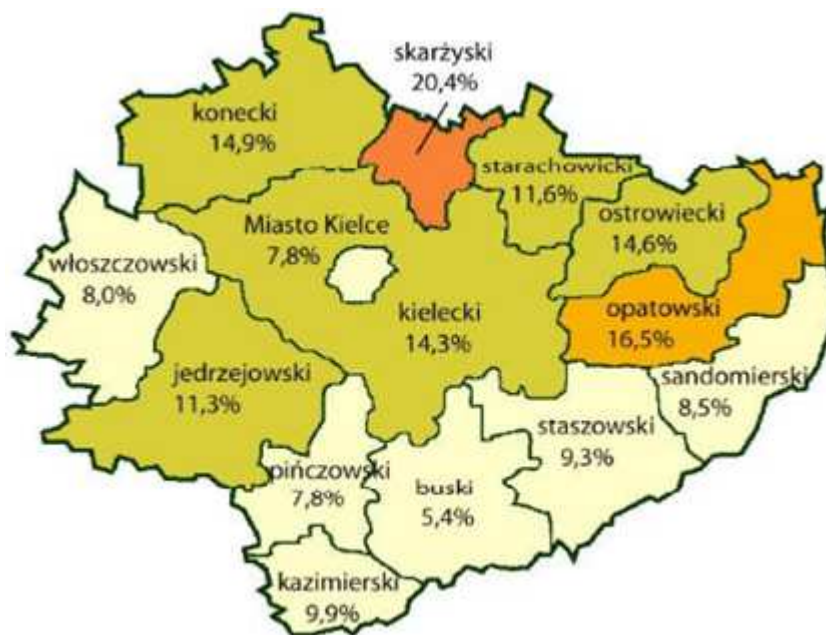 skarżyski
20,4%
konecki
14,9%
starachowicki
11,6%
Miasto Kielce
7,8%
ostrowiecki
14,6%
włoszczowski
8,0%
kielecki
14,3%
opatowski
16,5%
jedrzejowski
11,3%
sandomierski
8,5%
staszowski
9,3%
pińczowski
7,8%
buski
5,4%
kazimierski
9,9%